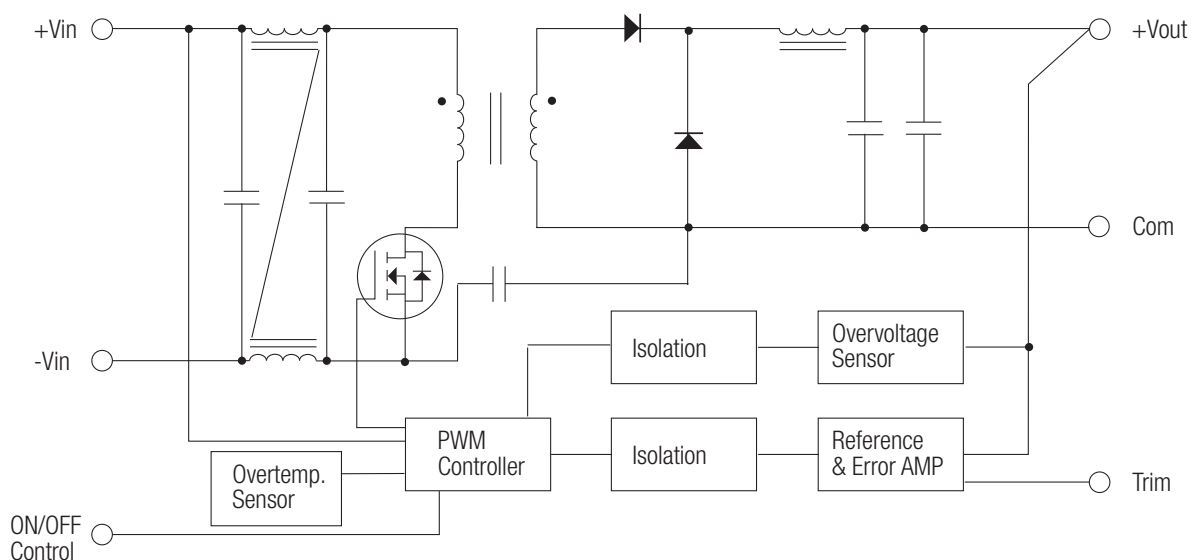 +Vin
+Vout
Com
-Vin
Isolation
Overvoltage
Sensor
PWM
Controller
Isolation
Reference
& Error AMP
Overtemp.
Sensor
Trim
ON/OFF
Control